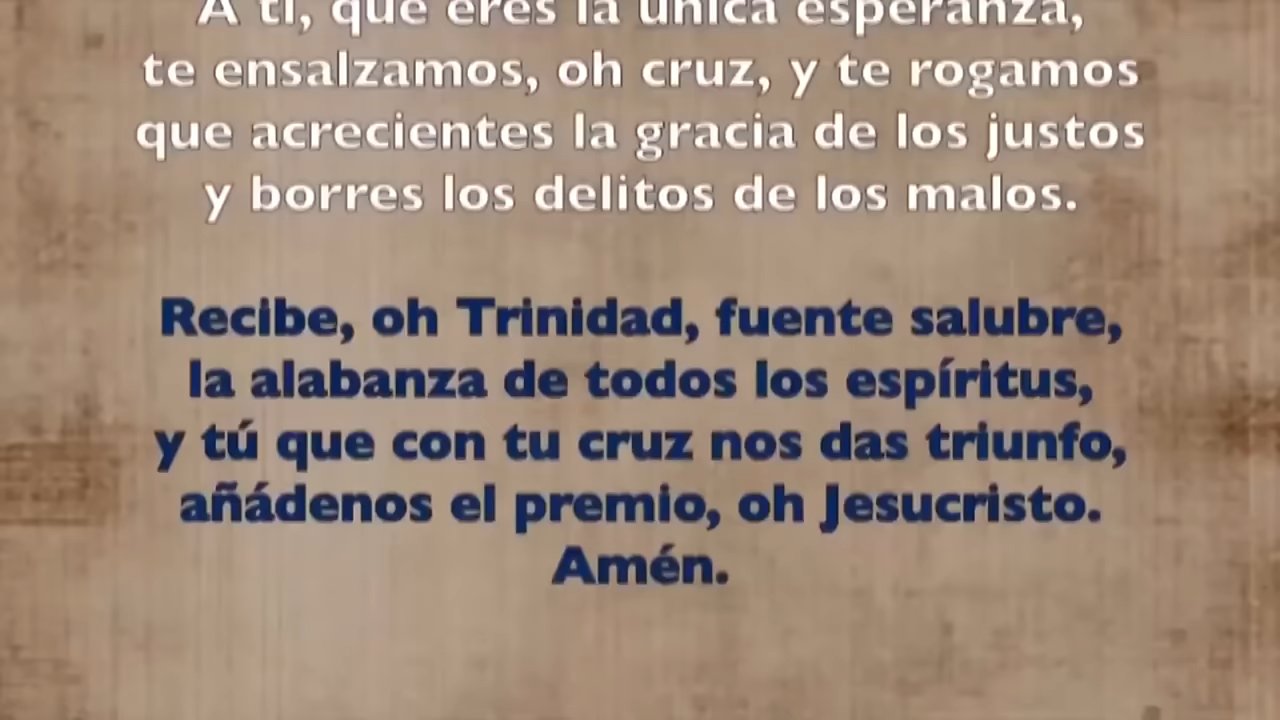 A ti, que eres la única esperanza,
te ensalzamos, oh cruz, y te rogamos
que acrecientes la gracia de los justos
y borres los delitos de los malos.
Recibe, oh Trinidad, fuente salubre,
la alabanza de todos los espíritus,
y tú que con tu cruz nos das triunfo,
añádenos el premio, oh Jesucristo.
Amén.